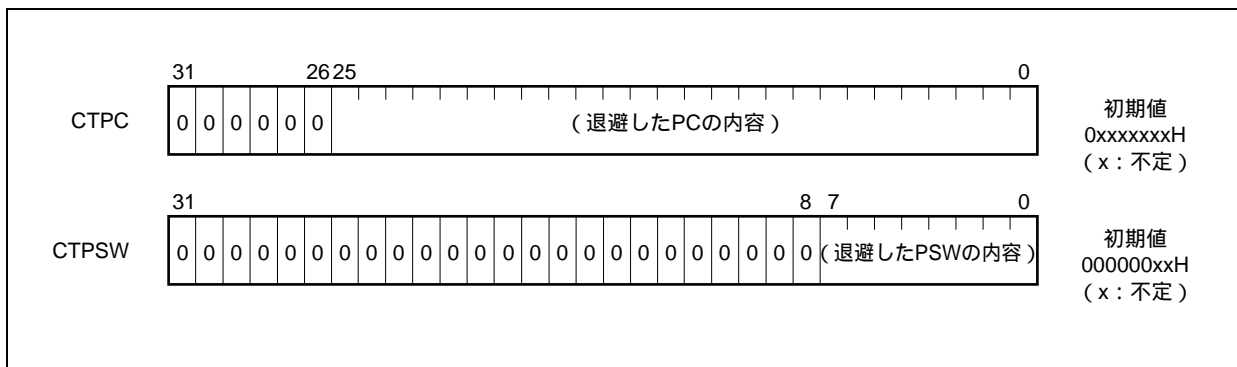 31 26 25 0
CTPC 0 0 0 0 0 0 (退避したPCの内容) 初期値
0xxxxxxxH
(x:不定)
31 8 7 0
CTPSW 0 0 0 0 0 0 0 0 0 0 0 0 0 0 0 0 0 0 0 0 0 0 0 0 (退避したPSWの内容) 初期値
000000xxH
(x:不定)